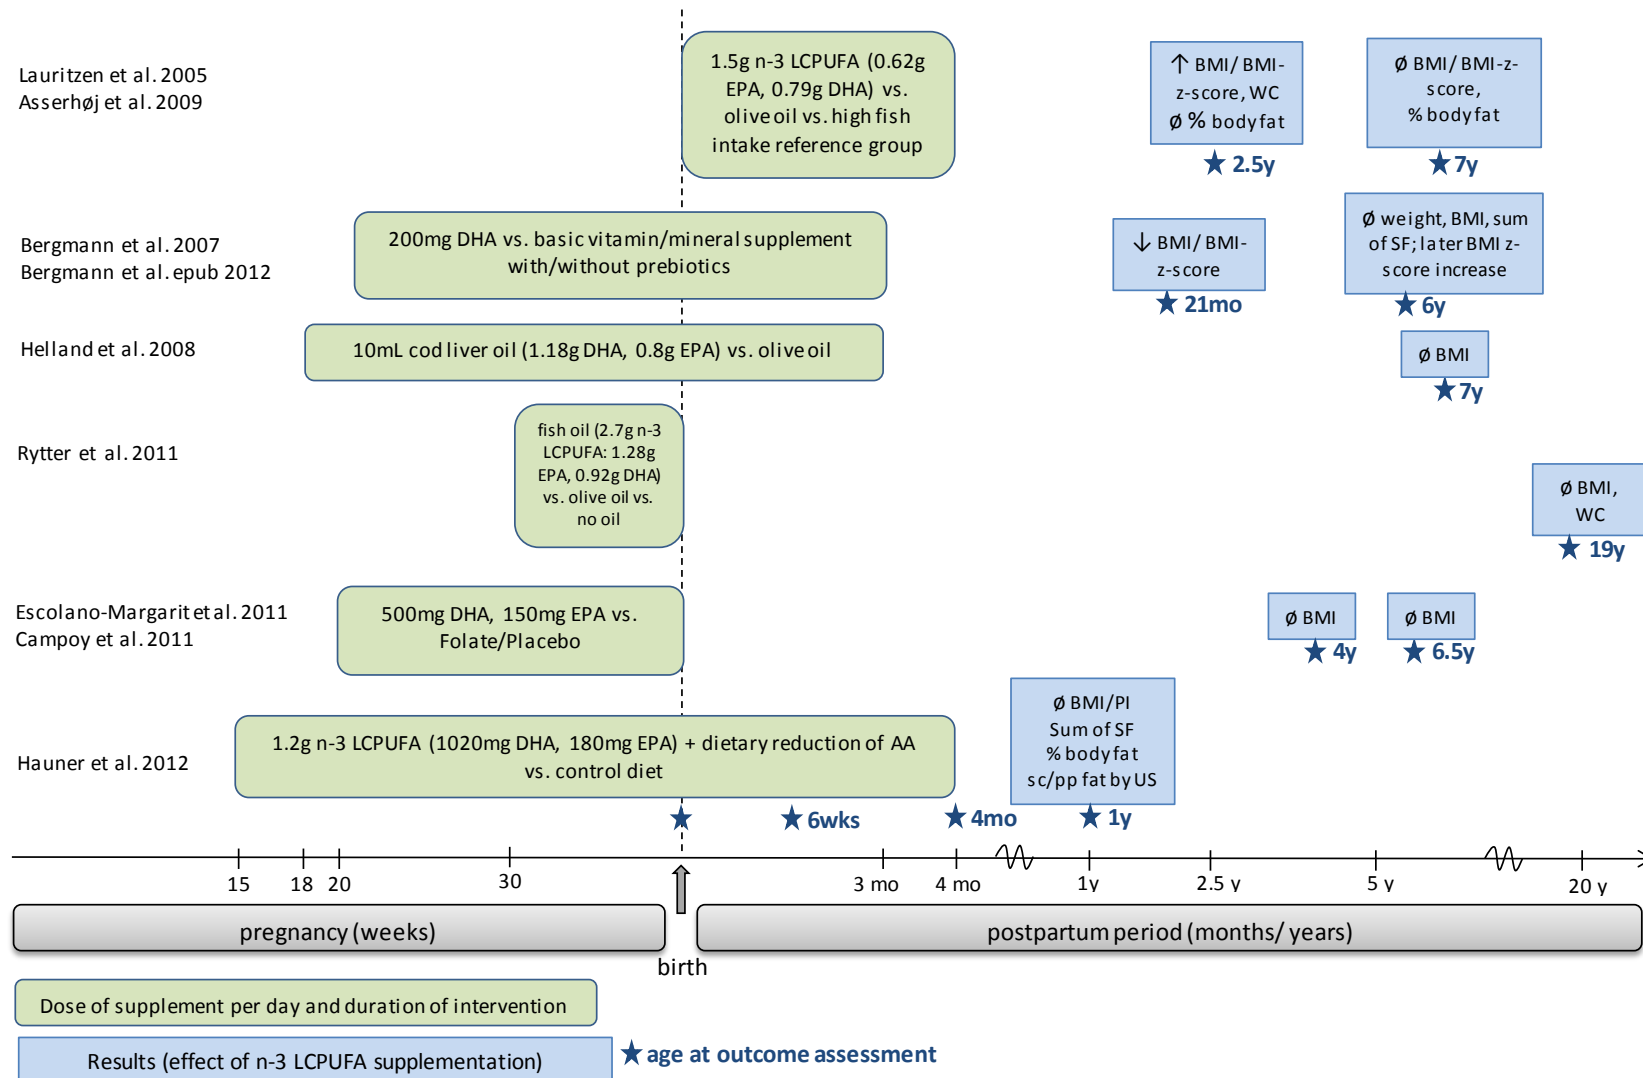 Lauritzen et al. 2005
Asserhøj et al. 2009
1.5g n-3 LCPUFA (0.62g
EPA, 0.79g DHA) vs.
olive oil vs. high fish
intake reference group
↑ BMI/ BMI-
z-score, WC
Ø % body fat
★ 2.5y
Ø BMI/ BMI-z-
score,
% body fat
★ 7y
Bergmann et al. 2007
Bergmann et al. epub 2012
200mg DHA vs. basic vitamin/mineral supplement
with/without prebiotics
↓ BMI/ BMI-
z-score
★ 21mo
Ø weight, BMI, sum
of SF; later BMI z-
score increase
★ 6y
Helland et al. 2008
10mL cod liver oil (1.18g DHA, 0.8g EPA) vs. olive oil
Ø BMI
★ 7y
Rytter et al. 2011
fish oil (2.7g n-3
LCPUFA: 1.28g
EPA, 0.92g DHA)
vs. olive oil vs.
no oil
Ø BMI,
WC
★ 19y
Escolano-Margarit et al. 2011
Campoy et al. 2011
500mg DHA, 150mg EPA vs.
Folate/Placebo
Ø BMI
★ 4y
Ø BMI
★ 6.5y
Hauner et al. 2012
1.2g n-3 LCPUFA (1020mg DHA, 180mg EPA) + dietary reduction of AA
vs. control diet
Ø BMI/PI
Sum of SF
% body fat
sc/pp fat by US
★ ★ 6wks ★ 4mo ★ 1y
15 18 20 30 3 mo 4 mo 1y 2.5 y 5 y 20 y
pregnancy (weeks)
postpartum period (months/ years)
birth
Dose of supplement per day and duration of intervention
Results (effect of n-3 LCPUFA supplementation)
★ age at outcome assessment